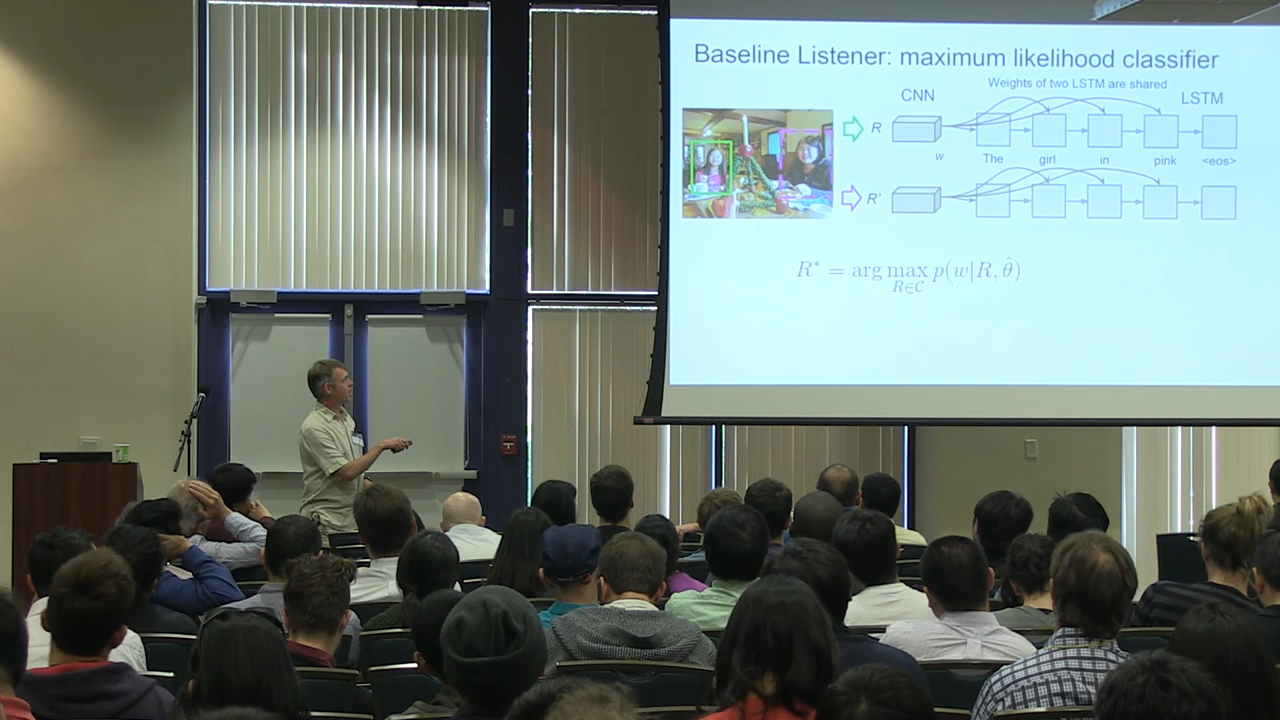 Baseline Listener: maximum likelihood classifier
Weights of two LSTM are shared
CNN
LSTM
R
w The girl in pink <eos>
R'
R* = arg max p(w|R, θ̂)
R∈C